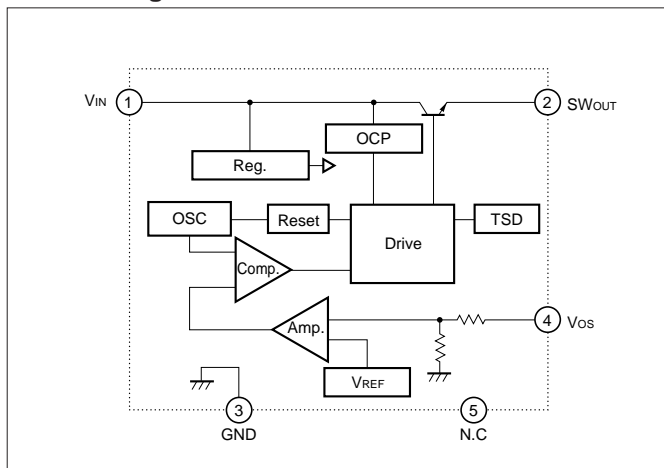 VIN 1
2 SWOUT
OCP
Reg.
OSC
Reset
Drive
TSD
Comp.
Amp.
4 VOS
VREF
3
GND
5
N.C